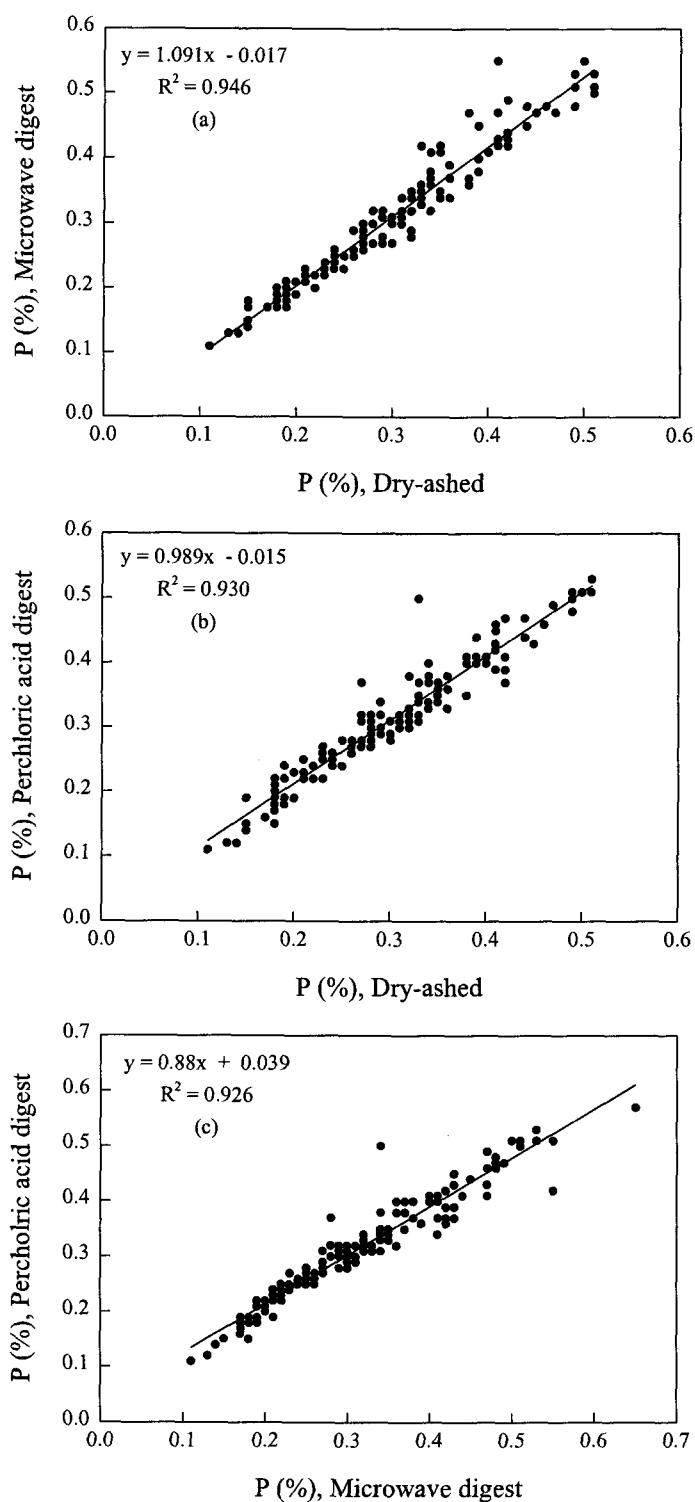 y = 1.091x - 0.017
R² = 0.946
(a)
P (%), Microwave digest
0.6
0.5
0.4
0.3
0.2
0.1
0.0
0.0 0.1 0.2 0.3 0.4 0.5 0.6
P (%), Dry-ashed
y = 0.989x - 0.015
R² = 0.930
(b)
P (%), Perchloric acid digest
0.6
0.5
0.4
0.3
0.2
0.1
0.0
0.0 0.1 0.2 0.3 0.4 0.5 0.6
P (%), Dry-ashed
y = 0.88x + 0.039
R² = 0.926
(c)
P (%), Percholric acid digest
0.7
0.6
0.5
0.4
0.3
0.2
0.1
0.0
0.0 0.1 0.2 0.3 0.4 0.5 0.6 0.7
P (%), Microwave digest